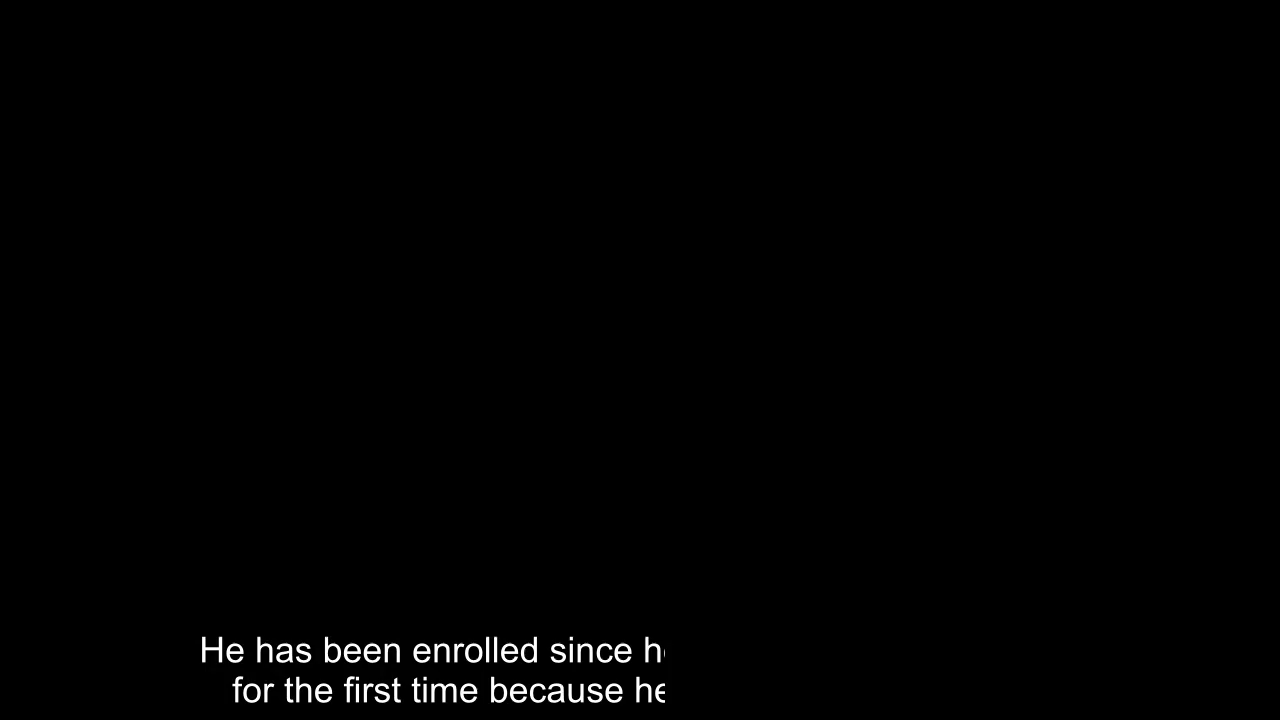 He has been enrolled since
for the first time because he